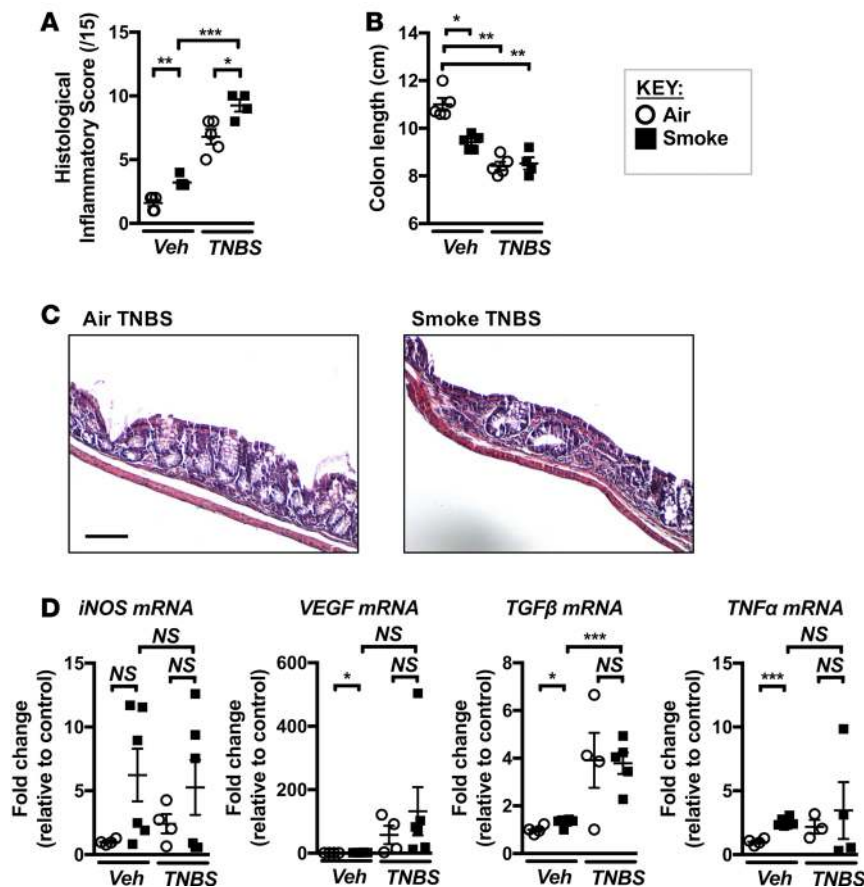 A
Histological
Inflammatory Score (/15)
15
10
5
0
**
***
*
Veh
TNBS
B
Colon length (cm)
14
12
10
8
6
*
**
**
Veh
TNBS
KEY:
Air
Smoke
C
Air TNBS
Smoke TNBS
D
iNOS mRNA
Fold change
(relative to control)
15
10
5
0
NS
NS
NS
Veh
TNBS
VEGF mRNA
Fold change
(relative to control)
600
400
200
0
NS
*
NS
Veh
TNBS
TGFβ mRNA
Fold change
(relative to control)
8
6
4
2
0
***
*
NS
Veh
TNBS
TNFα mRNA
Fold change
(relative to control)
15
10
5
0
NS
***
NS
Veh
TNBS